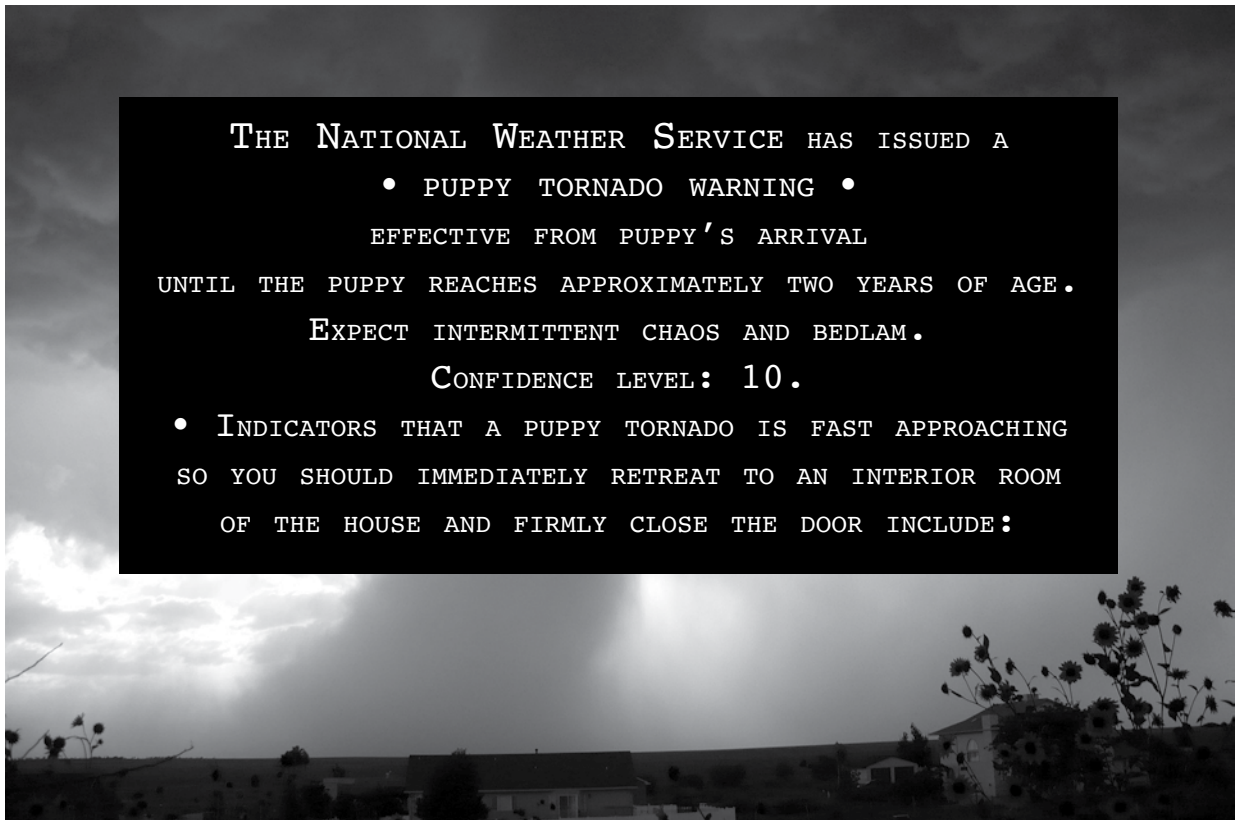 The National Weather Service has issued a
• puppy tornado warning •
effective from puppy's arrival
until the puppy reaches approximately two years of age.
Expect intermittent chaos and bedlam.
Confidence level: 10.
• Indicators that a puppy tornado is fast approaching
so you should immediately retreat to an interior room
of the house and firmly close the door include: